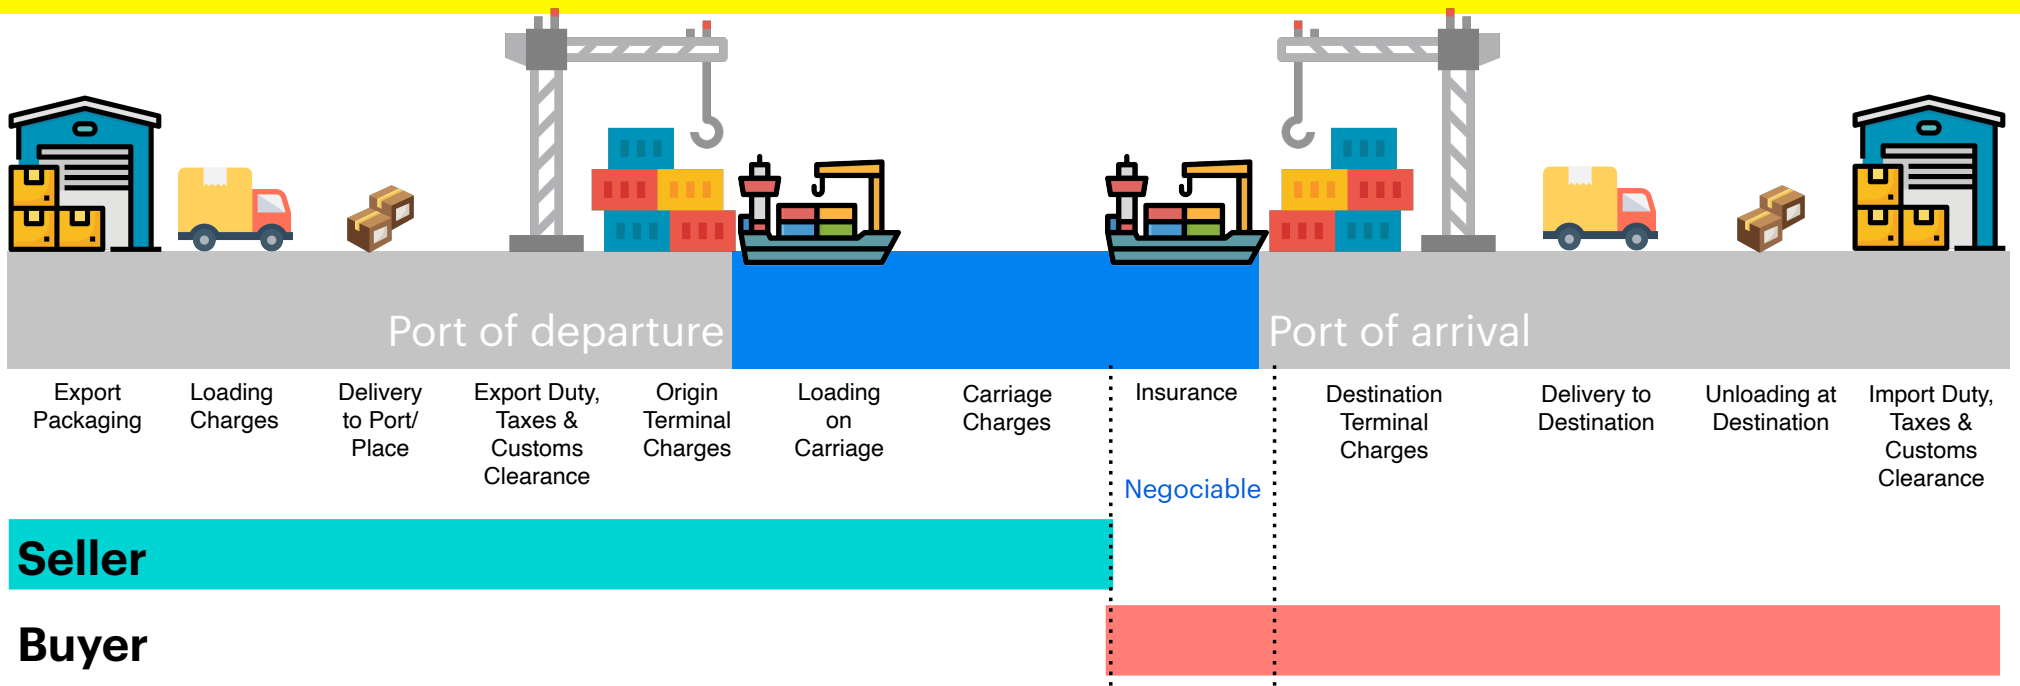 Port of departure
Port of arrival
Export
Packaging
Loading
Charges
Delivery
to Port/
Place
Export Duty,
Taxes &
Customs
Clearance
Origin
Terminal
Charges
Loading
on
Carriage
Carriage
Charges
Insurance
Negociable
Destination
Terminal
Charges
Delivery to
Destination
Unloading at
Destination
Import Duty,
Taxes &
Customs
Clearance
Seller
Buyer